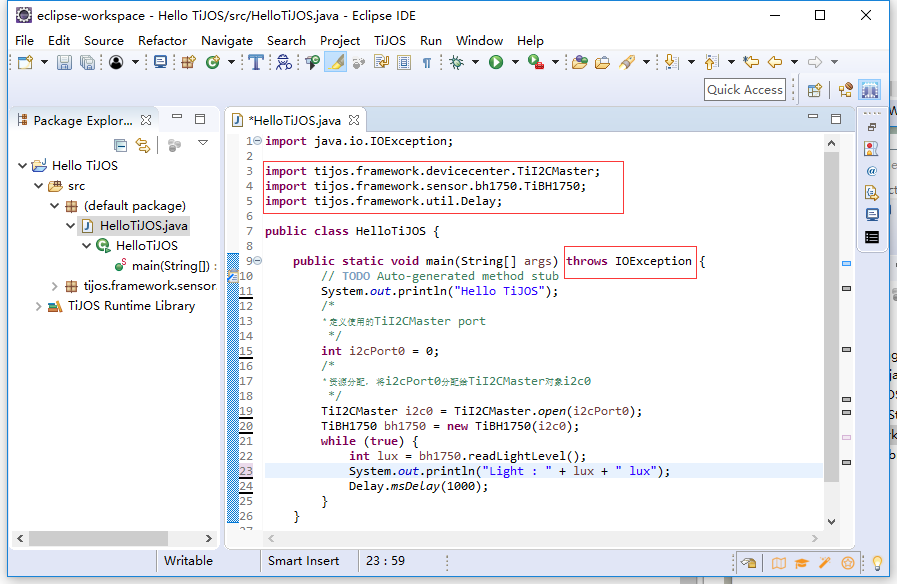 eclipse-workspace - Hello TiJOS/src/HelloTiJOS.java - Eclipse IDE
File Edit Source Refactor Navigate Search Project TiJOS Run Window Help
Quick Access
Package Explor...
*HelloTiJOS.java
Hello TiJOS
src
(default package)
HelloTiJOS.java
HelloTiJOS
main(String[]) :
tijos.framework.sensor
TiJOS Runtime Library
1 import java.io.IOException;
2
3 import tijos.framework.devicecenter.TiI2CMaster;
4 import tijos.framework.sensor.bh1750.TiBH1750;
5 import tijos.framework.util.Delay;
6
7 public class HelloTiJOS {
8
9 public static void main(String[] args) throws IOException {
10 // TODO Auto-generated method stub
11 System.out.println("Hello TiJOS");
12 /*
13 *定义使用的TiI2CMaster port
14 */
15 int i2cPort0 = 0;
16 /*
17 *资源分配，将i2cPort0分配给TiI2CMaster对象i2c0
18 */
19 TiI2CMaster i2c0 = TiI2CMaster.open(i2cPort0);
20 TiBH1750 bh1750 = new TiBH1750(i2c0);
21 while (true) {
22 int lux = bh1750.readLightLevel();
23 System.out.println("Light : " + lux + " lux");
24 Delay.msDelay(1000);
25 }
26 }
27
Writable
Smart Insert
23 : 59